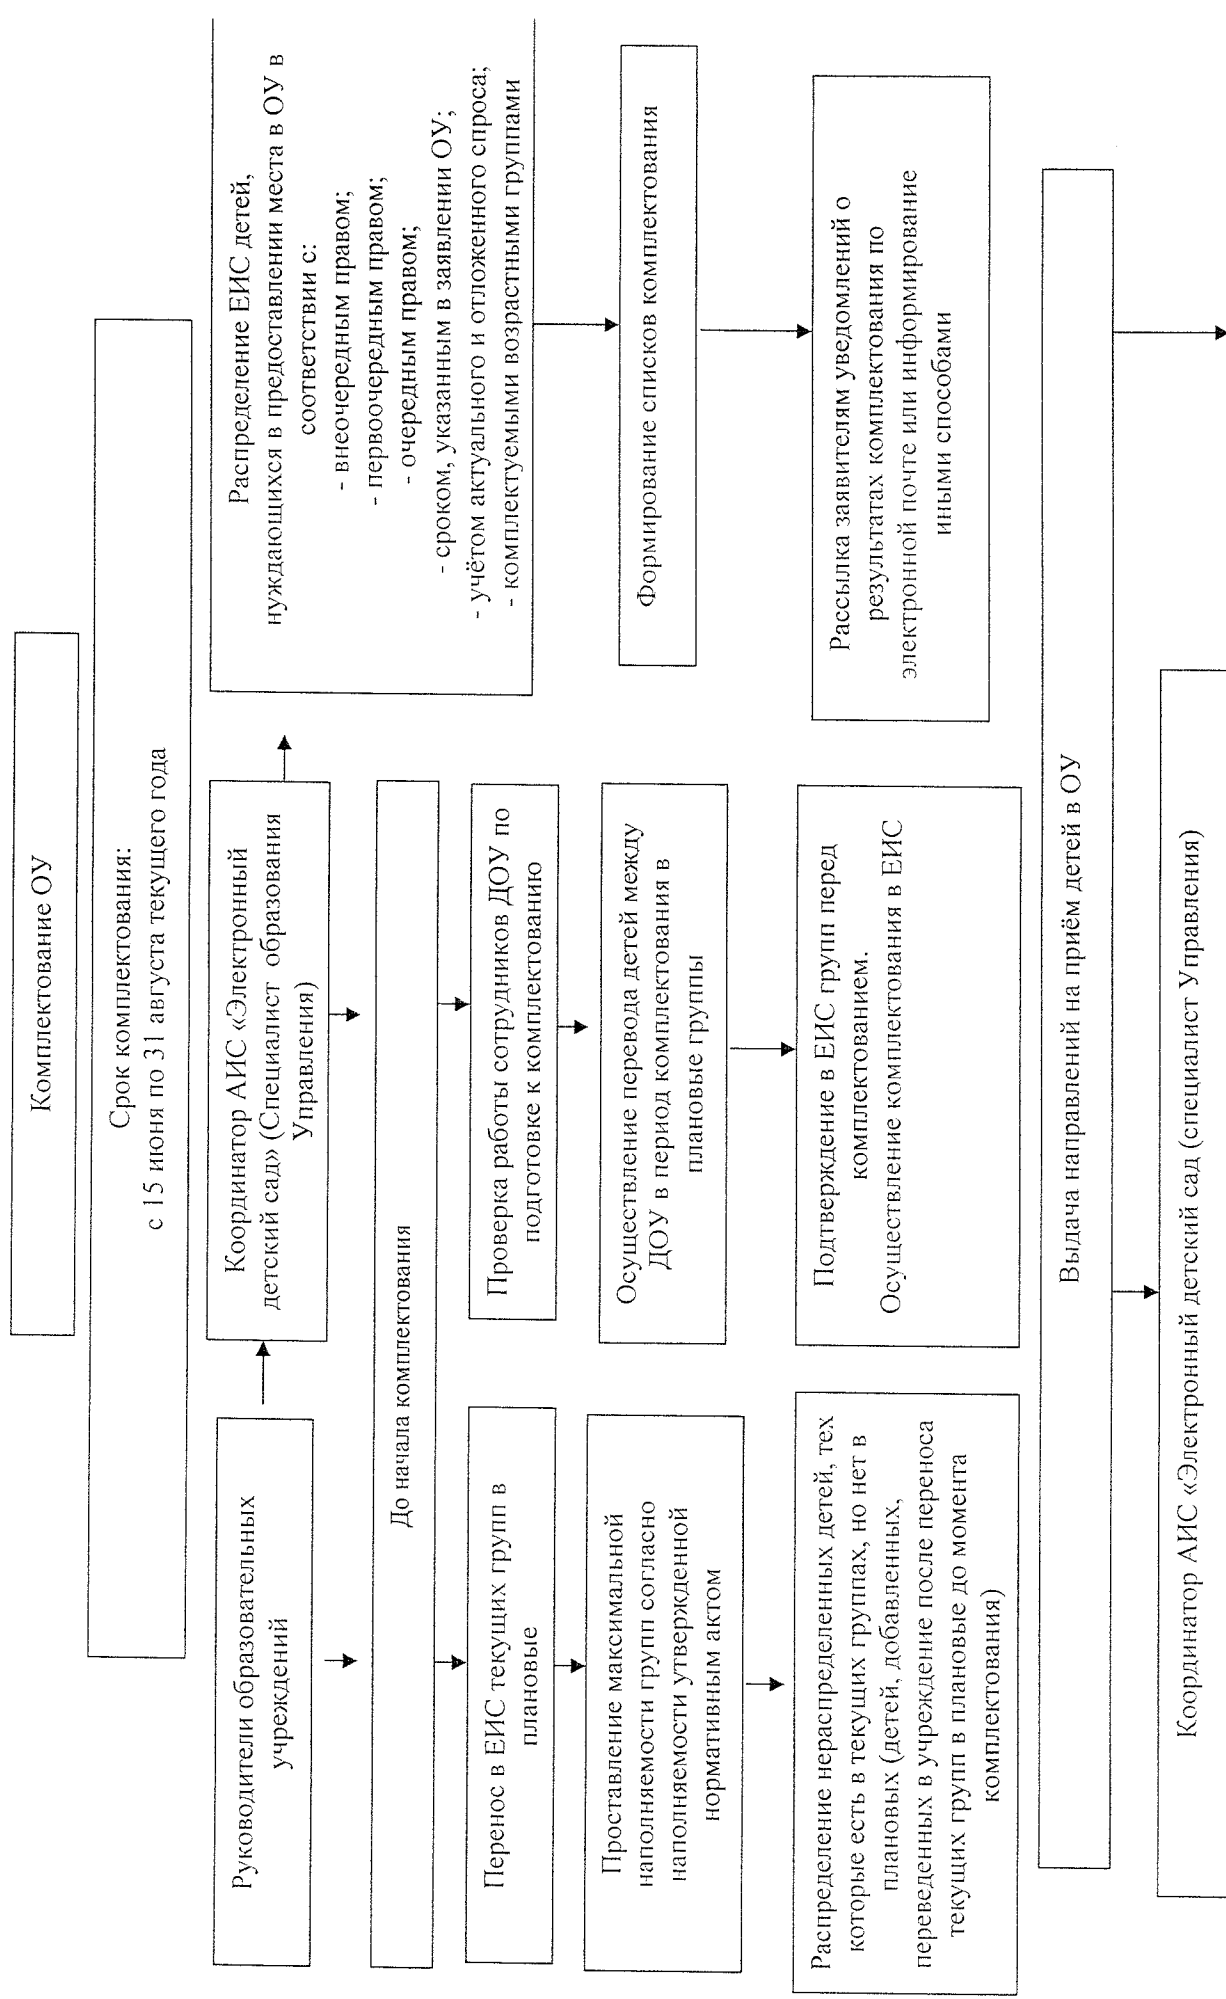 Комплектование ОУ
Срок комплектования:
с 15 июня по 31 августа текущего года
Руководители образовательных
учреждений
Координатор АИС «Электронный
детский сад» (Специалист образования
Управления)
Распределение ЕИС детей,
нуждающихся в предоставлении места в ОУ в
соответствии с:
- внеочередным правом;
- первоочередным правом;
- очередным правом;
- сроком, указанным в заявлении ОУ;
- учётом актуального и отложенного спроса;
- комплектуемыми возрастными группами
До начала комплектования
Перенос в ЕИС текущих групп в
плановые
Проставление максимальной
наполняемости групп согласно
наполняемости утвержденной
нормативным актом
Распределение нераспределенных детей, тех
которые есть в текущих группах, но нет в
плановых (детей, добавленных,
переведенных в учреждение после переноса
текущих групп в плановые до момента
комплектования)
Проверка работы сотрудников ДОУ по
подготовке к комплектованию
Осуществление перевода детей между
ДОУ в период комплектования в
плановые группы
Подтверждение в ЕИС групп перед
комплектованием.
Осуществление комплектования в ЕИС
Формирование списков комплектования
Рассылка заявителям уведомлений о
результатах комплектования по
электронной почте или информирование
иными способами
Выдача направлений на приём детей в ОУ
Координатор АИС «Электронный детский сад (специалист Управления)